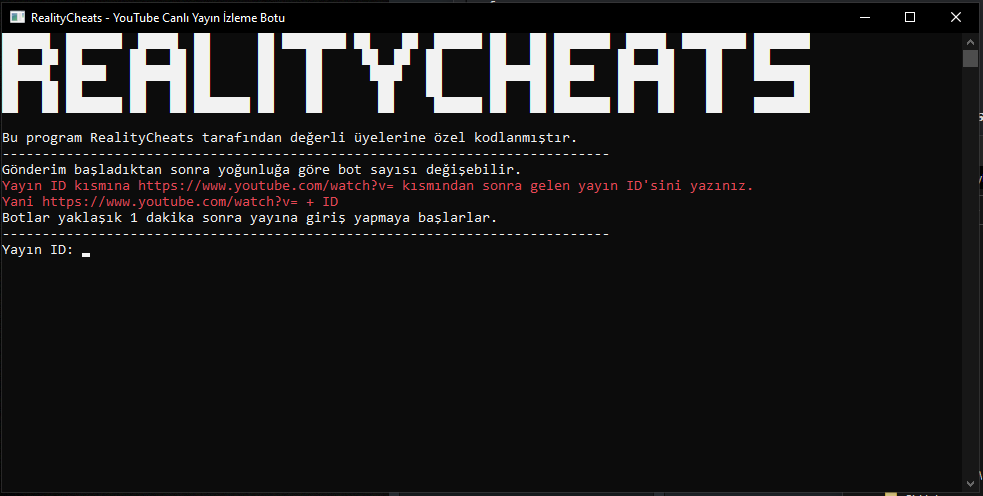 RealityCheats - YouTube Canlı Yayın İzleme Botu
REALITYCHEATS
Bu program RealityCheats tarafından değerli üyelerine özel kodlanmıştır.
----------------------------------------------------------------------------
Gönderim başladıktan sonra yoğunluğa göre bot sayısı değişebilir.
Yayın ID kısmına https://www.youtube.com/watch?v= kısmından sonra gelen yayın ID'sini yazınız.
Yani https://www.youtube.com/watch?v= + ID
Botlar yaklaşık 1 dakika sonra yayına giriş yapmaya başlarlar.
----------------------------------------------------------------------------
Yayın ID: